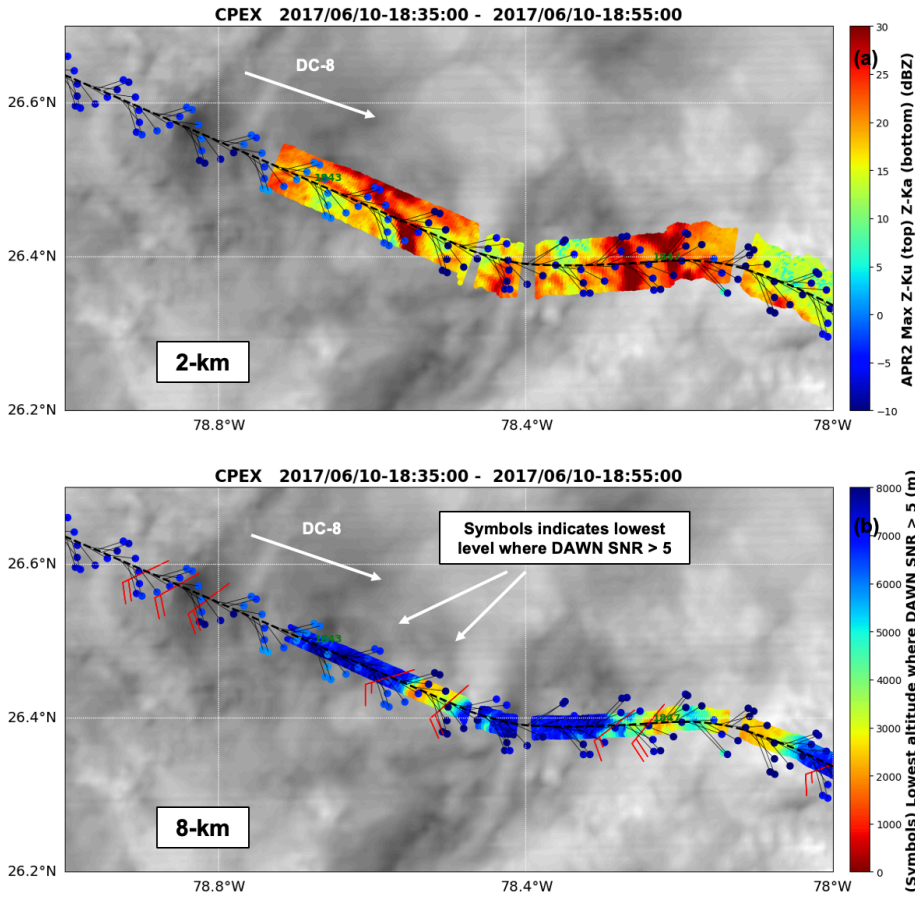 CPEX 2017/06/10-18:35:00 - 2017/06/10-18:55:00
26.6°N
26.4°N
26.2°N
78.8°W
78.4°W
78°W
DC-8
1843
1847
2-km
(a)
30
25
20
15
10
5
0
−5
−10
APR2 Max Z-Ku (top) Z-Ka (bottom) (dBZ)
CPEX 2017/06/10-18:35:00 - 2017/06/10-18:55:00
26.6°N
26.4°N
26.2°N
78.8°W
78.4°W
78°W
DC-8
Symbols indicates lowest
level where DAWN SNR > 5
1843
1847
8-km
(b)
8000
7000
6000
5000
4000
3000
2000
1000
0
(Symbols) Lowest altitude where DAWN SNR > 5 (m)